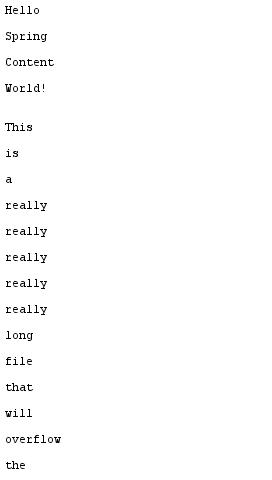 Hello
Spring
Content
World!
This
is
a
really
really
really
really
really
long
file
that
will
overflow
the